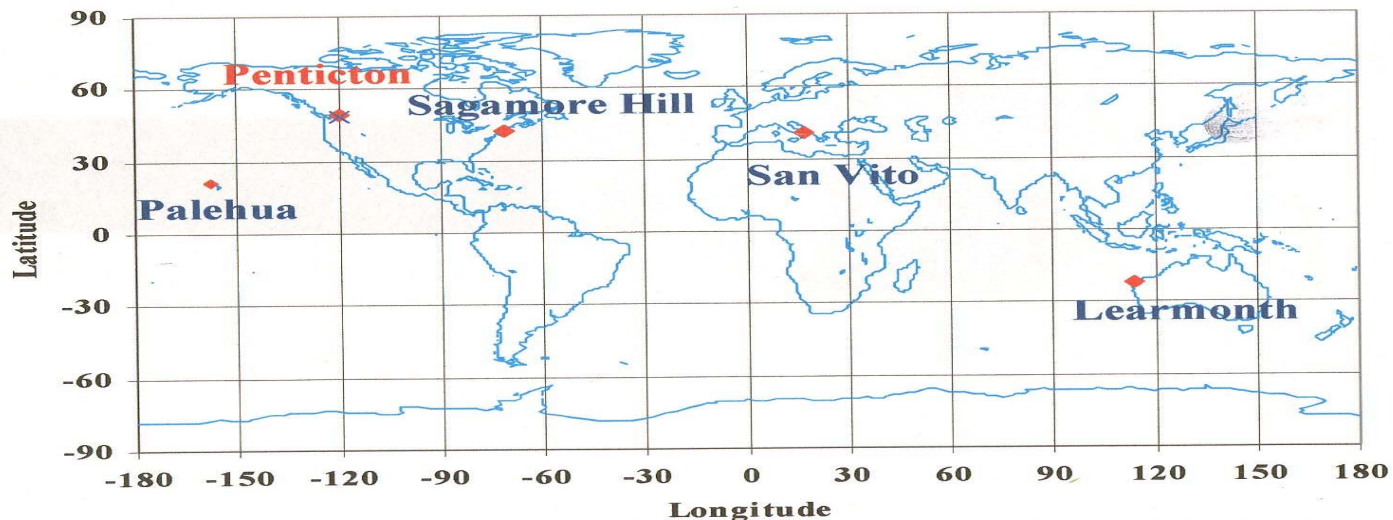 90
60
30
0
-30
-60
-90
Latitude
Penticton
Sagamore Hill
San Vito
Palehua
Learmonth
-180 -150 -120 -90 -60 -30 0 30 60 90 120 150 180
Longitude